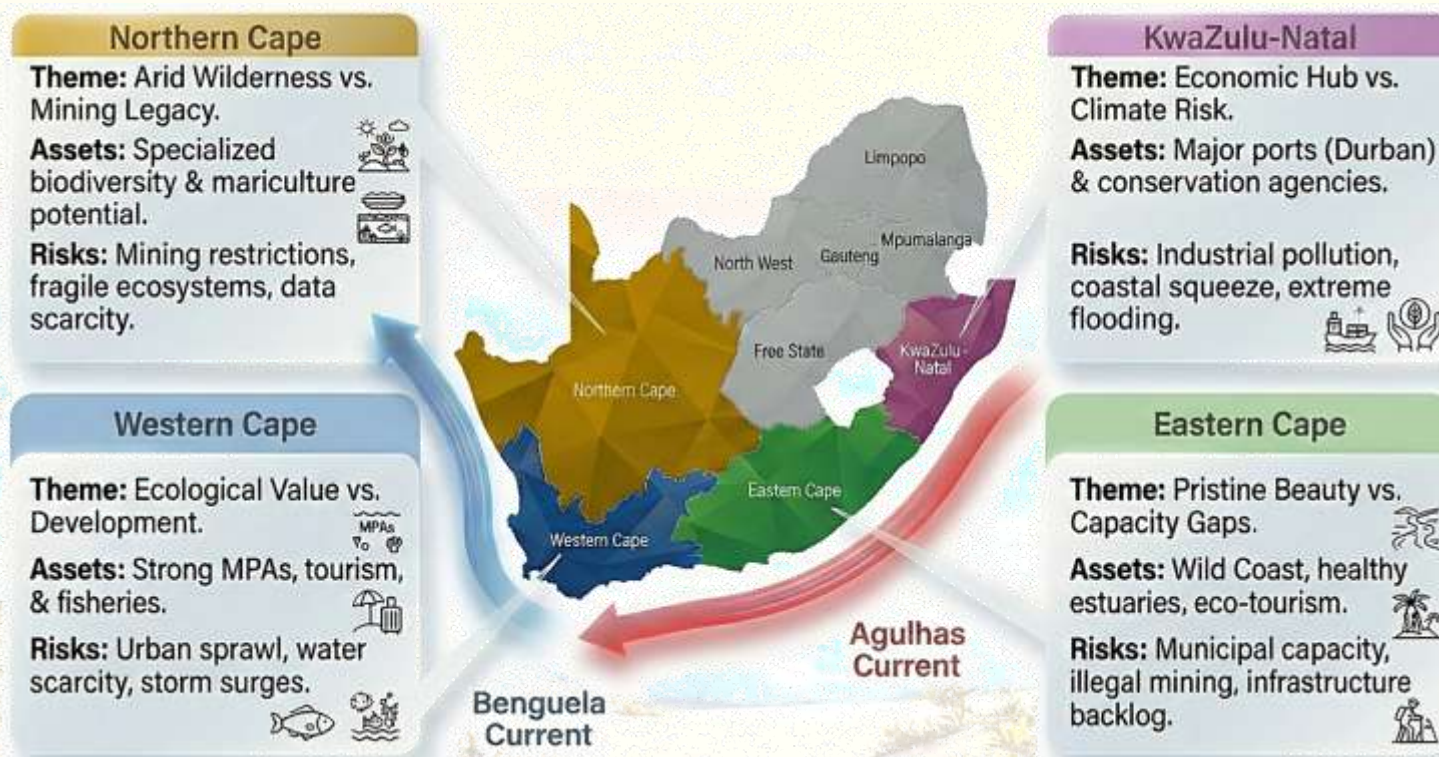 Northern Cape
Theme: Arid Wilderness vs.
Mining Legacy.
Assets: Specialized
biodiversity & mariculture
potential.
Risks: Mining restrictions,
fragile ecosystems, data
scarcity.
Western Cape
Theme: Ecological Value vs.
Development.
MPAs
Assets: Strong MPAs, tourism,
& fisheries.
Risks: Urban sprawl, water
scarcity, storm surges.
Limpopo
Mpumalanga
Gauteng
North West
Free State
KwaZulu-
Natal
Northern Cape
Eastern Cape
Western Cape
Agulhas
Current
Benguela
Current
KwaZulu-Natal
Theme: Economic Hub vs.
Climate Risk.
Assets: Major ports (Durban)
& conservation agencies.
Risks: Industrial pollution,
coastal squeeze, extreme
flooding.
Eastern Cape
Theme: Pristine Beauty vs.
Capacity Gaps.
Assets: Wild Coast, healthy
estuaries, eco-tourism.
Risks: Municipal capacity,
illegal mining, infrastructure
backlog.